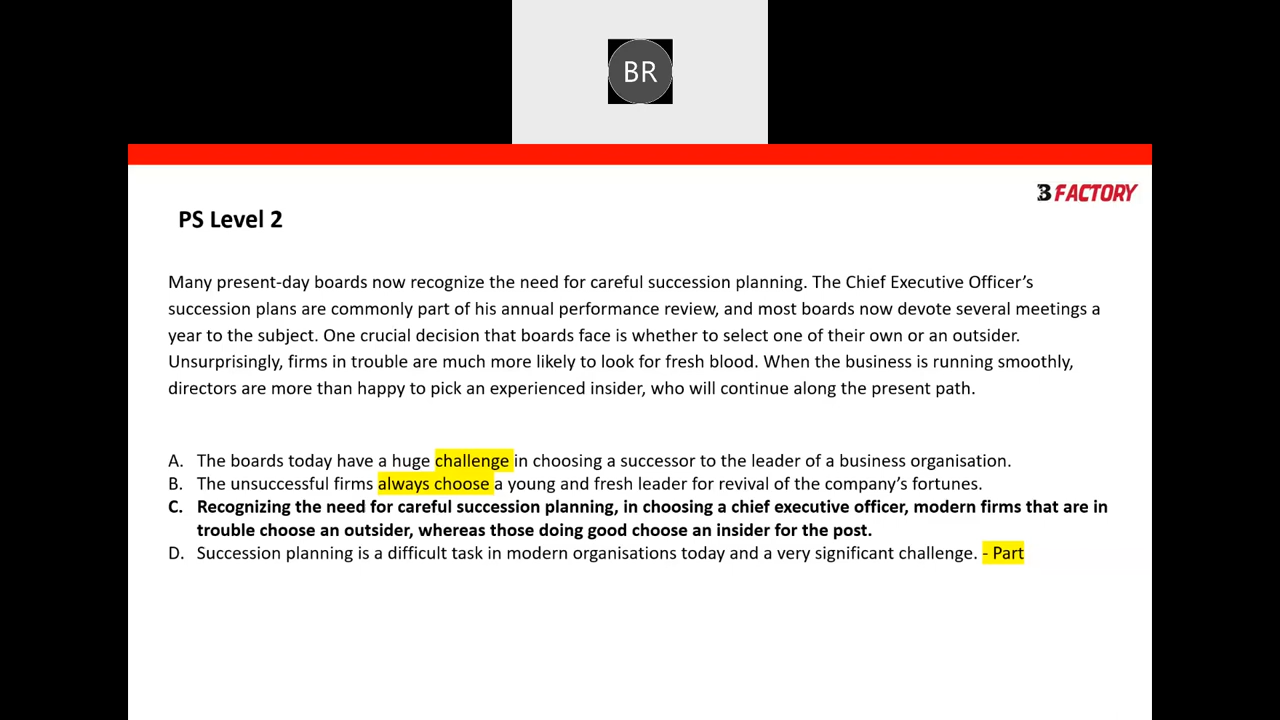 BR
3 FACTORY
PS Level 2
Many present-day boards now recognize the need for careful succession planning. The Chief Executive Officer’s
succession plans are commonly part of his annual performance review, and most boards now devote several meetings a
year to the subject. One crucial decision that boards face is whether to select one of their own or an outsider.
Unsurprisingly, firms in trouble are much more likely to look for fresh blood. When the business is running smoothly,
directors are more than happy to pick an experienced insider, who will continue along the present path.
A. The boards today have a huge challenge in choosing a successor to the leader of a business organisation.
B. The unsuccessful firms always choose a young and fresh leader for revival of the company’s fortunes.
C. Recognizing the need for careful succession planning, in choosing a chief executive officer, modern firms that are in
trouble choose an outsider, whereas those doing good choose an insider for the post.
D. Succession planning is a difficult task in modern organisations today and a very significant challenge. - Part